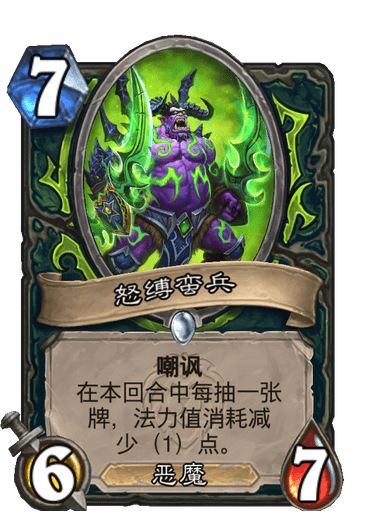 7
怒缚蛮兵
嘲讽
在本回合中每抽一张
牌，法力值消耗减
少（1）点。
6
恶魔
7